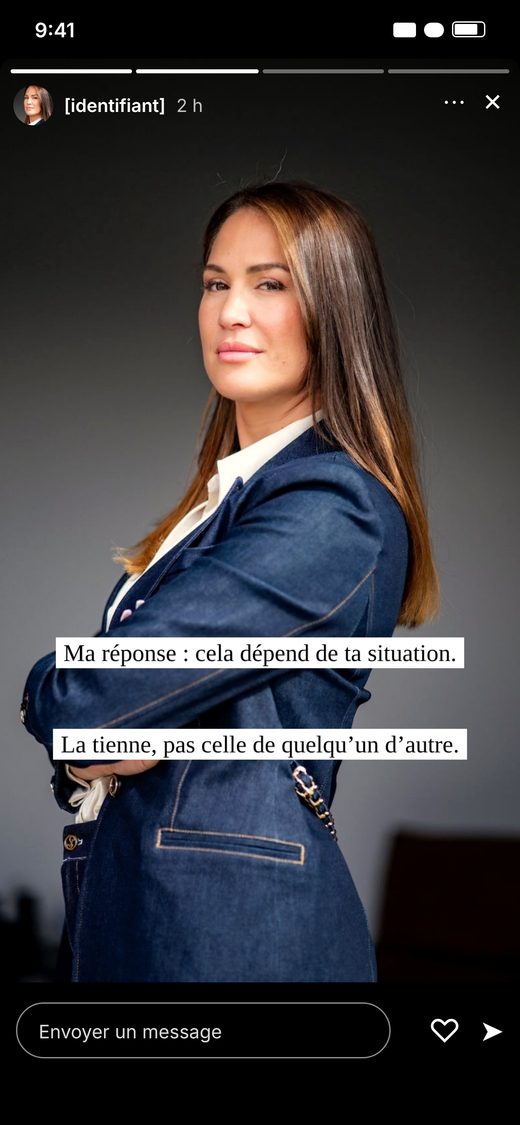 9:41
[identifiant] 2 h
Ma réponse : cela dépend de ta situation.
La tienne, pas celle de quelqu’un d’autre.
Envoyer un message